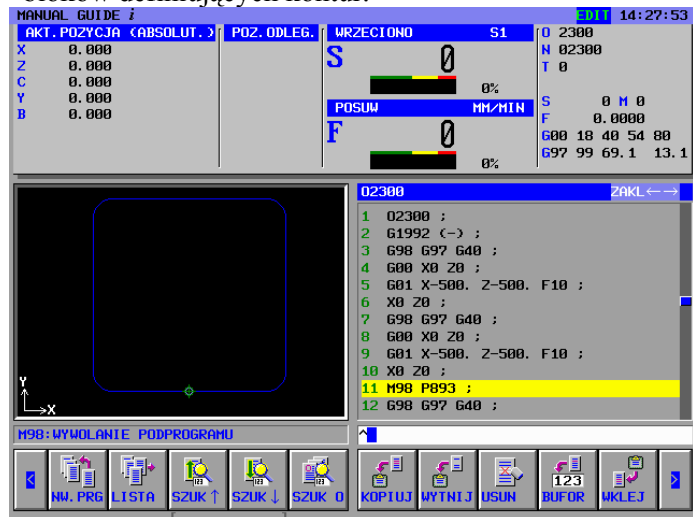 bloków definiujących kontur.
MANUAL GUIDE i EDIT 14:27:53
AKT.POZYCJA (ABSOLUT.) POZ.ODLEG. WRZECIONO S1 O 2300
X 0.000 S 0 N 02300
Z 0.000 T 0
C 0.000 0%
Y 0.000 POSUW MM/MIN S 0 M 0
B 0.000 F 0 F 0.0000
G00 18 40 54 80
0% G97 99 69.1 13.1
O2300 ZAKL←→
1 O2300 ;
2 G1992 (-) ;
3 G98 G97 G40 ;
4 G00 X0 Z0 ;
5 G01 X-500. Z-500. F10 ;
6 X0 Z0 ;
7 G98 G97 G40 ;
8 G00 X0 Z0 ;
9 G01 X-500. Z-500. F10 ;
10 X0 Z0 ;
11 M98 P893 ;
12 G98 G97 G40 ;
Y
X
M98:WYWOLANIE PODPROGRAMU ^
< NW.PRG LISTA SZUK↑ SZUK↓ SZUK O KOPIUJ WYTNIJ USUN BUFOR WKLEJ >